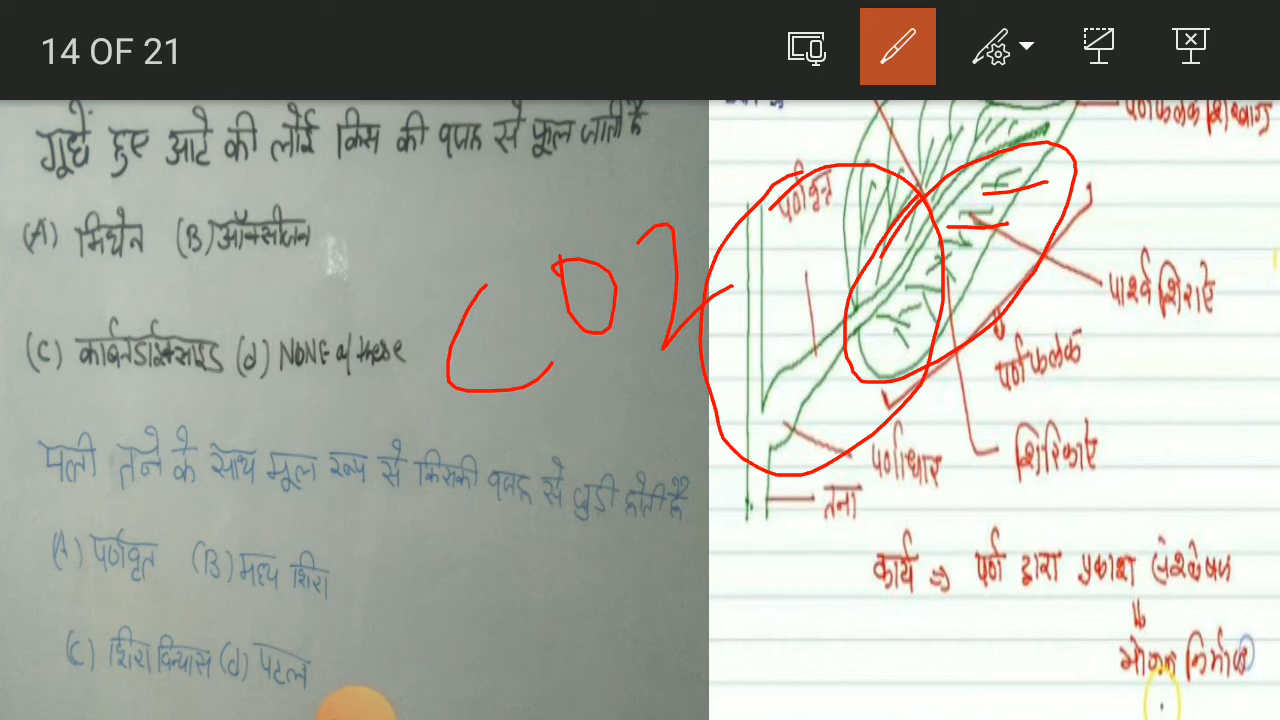 14 OF 21
गूथें हुए आटे की लोई किस की वजह से फूल जाती है
(A) मिथेन (B) ऑक्सीजन
(C) कार्बनडाईक्साइड (d) NONE of these
CO2
पत्ती तने के साथ मूल रूप से किसकी वजह से जुडी होती है
(A) पर्णवृत (B) मध्य शिरा
(C) शिरा विन्यास (d) पटल
पर्णवृन्त
पार्श्व शिराऐ
पर्णफलक
पर्णाधार
शिरिकाऐ
तना
कार्य ⇒ पर्ण द्वारा प्रकाश संश्लेषण
भोजन निर्माण